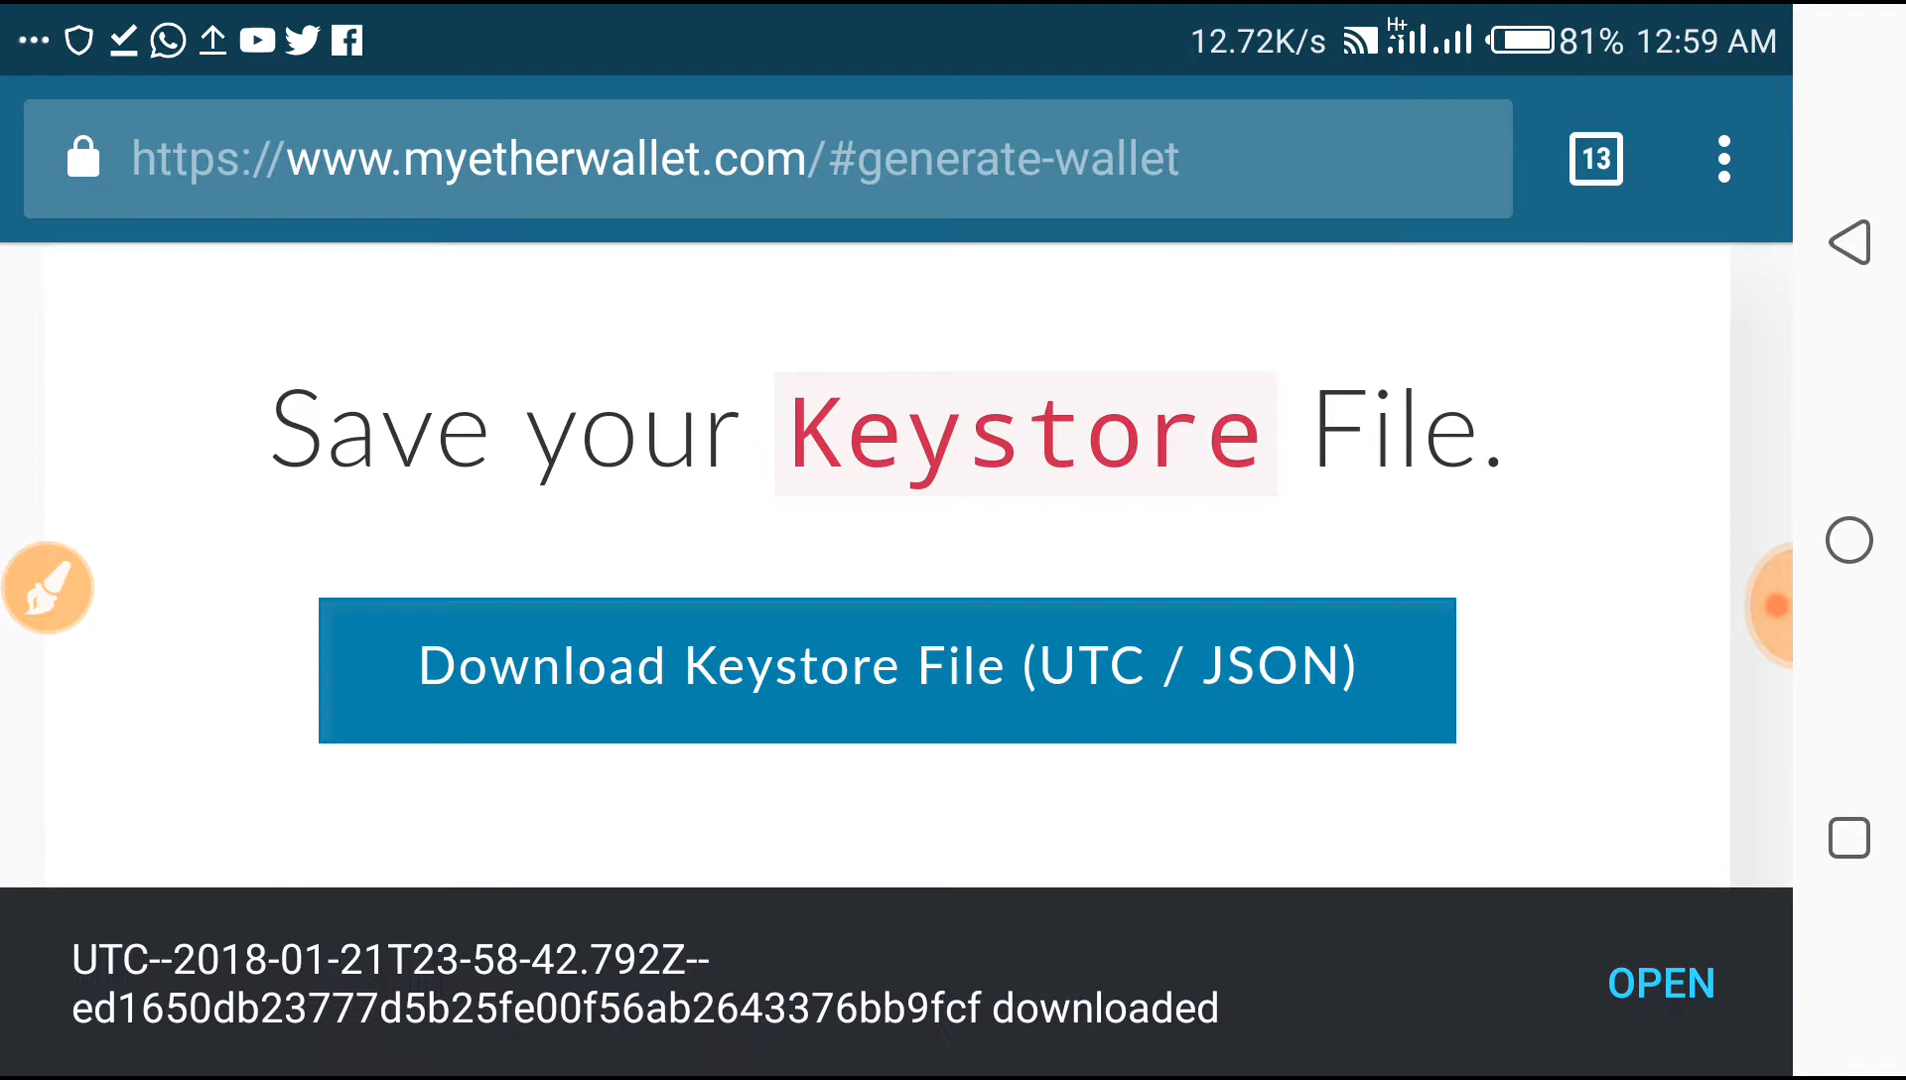 12.72K/s H+ 81% 12:59 AM
https://www.myetherwallet.com/#generate-wallet
13
Save your Keystore File.
Download Keystore File (UTC / JSON)
UTC--2018-01-21T23-58-42.792Z--
ed1650db23777d5b25fe00f56ab2643376bb9fcf downloaded
OPEN